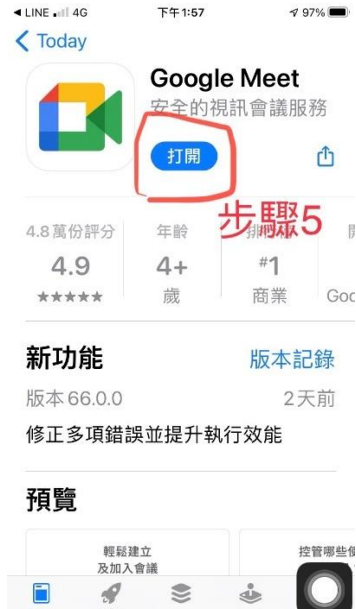 LINE 4G 下午1:57 97%
Today
Google Meet
安全的視訊會議服務
打開
步驟5
4.8萬份評分 年齡
4.9 4+ #1
★★★★★ 歲 商業
新功能 版本記錄
版本 66.0.0 2天前
修正多項錯誤並提升執行效能
預覽
輕鬆建立 控管哪些
及加入會議